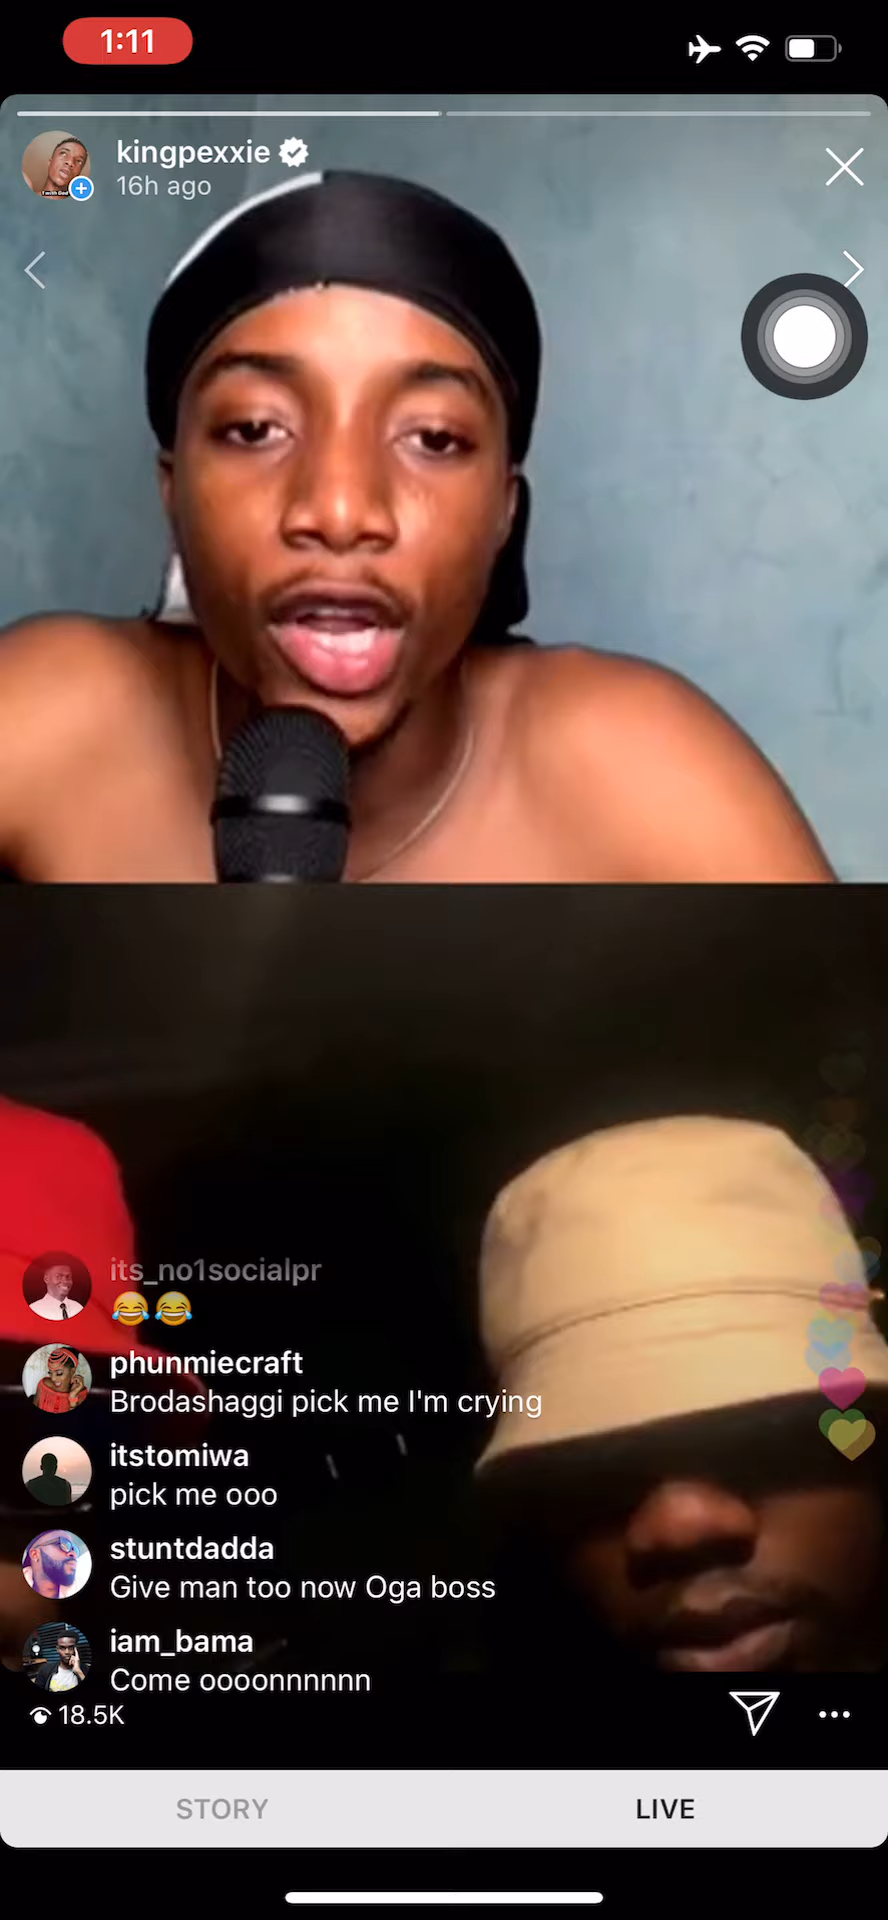 1:11
kingpexxie
16h ago
its_no1socialpr
😂😂
phunmiecraft
Brodashaggi pick me I'm crying
itstomiwa
pick me ooo
stuntdadda
Give man too now Oga boss
iam_bama
Come oooonnnnnn
18.5K
STORY
LIVE